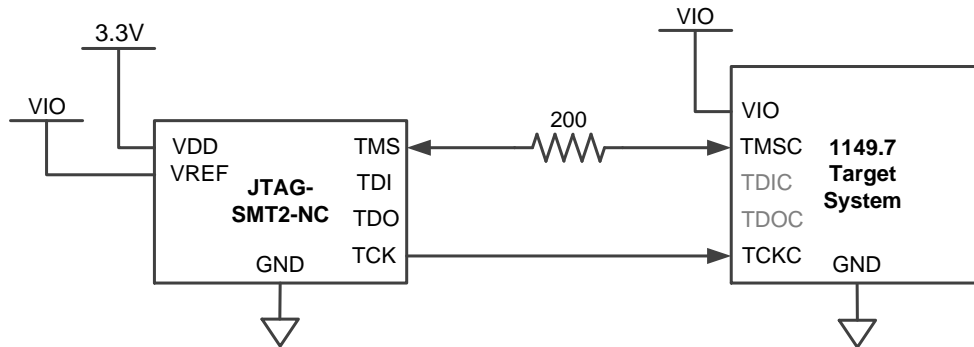 3.3V
VIO
VDD
VREF
JTAG-
SMT2-NC
GND
TMS
TDI
TDO
TCK
200
VIO
VIO
TMSC
TDIC
TDOC
TCKC
1149.7
Target
System
GND